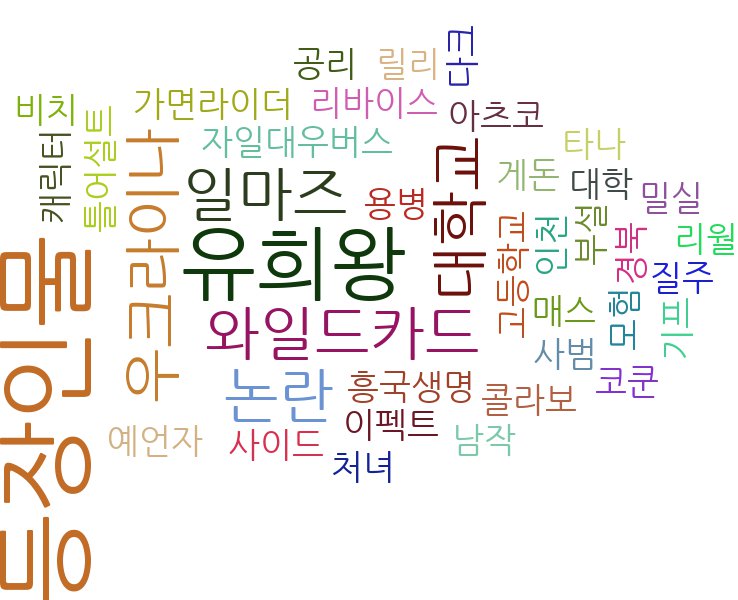 공리
릴리
다크
비치
가면라이더
리바이스
아츠코
캐릭터
틀어설트
자일대우버스
타나
우크라이나
일마즈
용병
대학교
게돈
대학
밀실
등장인물
유희왕
고등학교
인천
부설
경북
리월
질주
와일드카드
매스
모험
기프
사범
논란
흥국생명
콜라보
코쿤
예언자
사이드
이펙트
남작
처녀